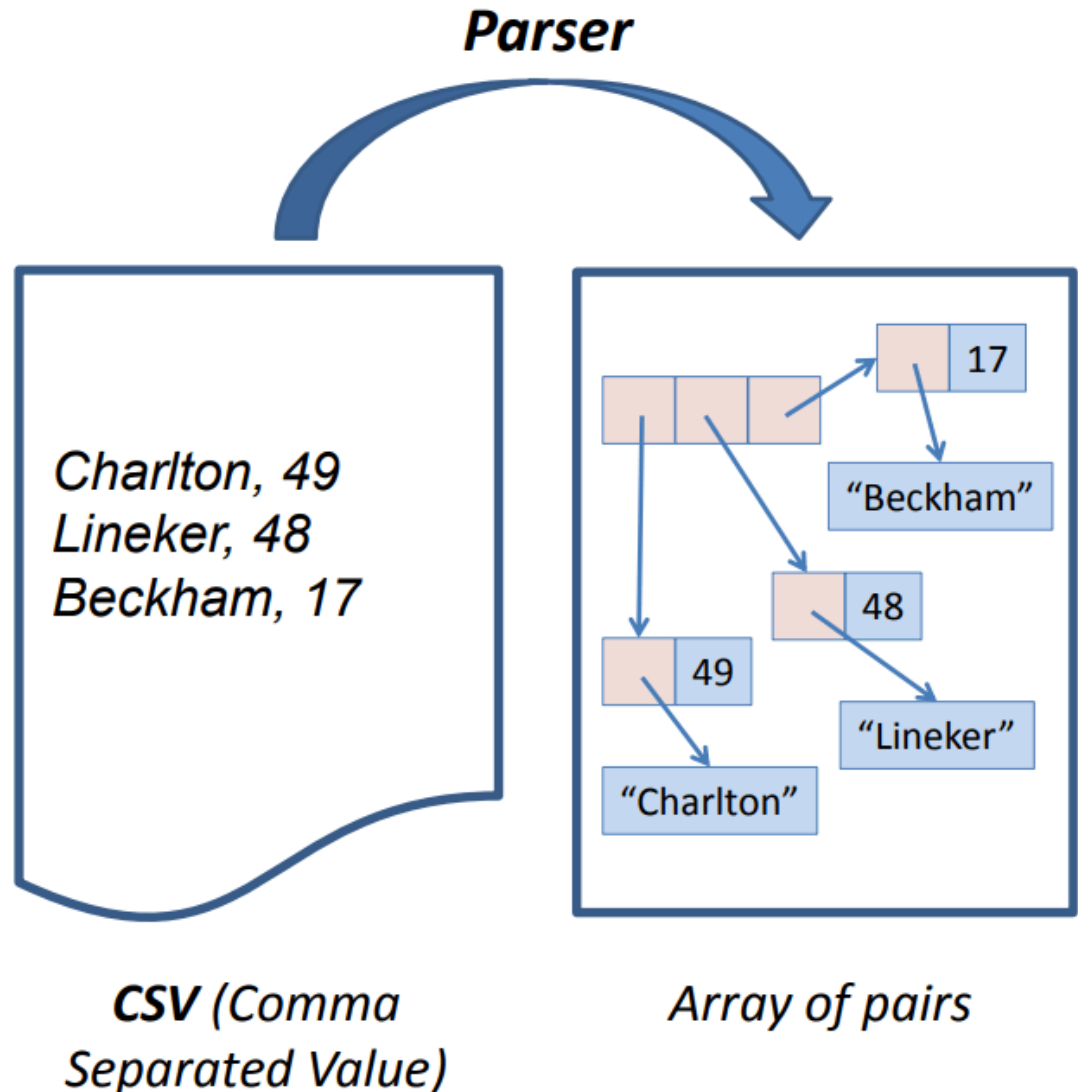 Parser
Charlton, 49
Lineker, 48
Beckham, 17
17
“Beckham”
48
49
“Lineker”
“Charlton”
CSV (Comma
Separated Value)
Array of pairs